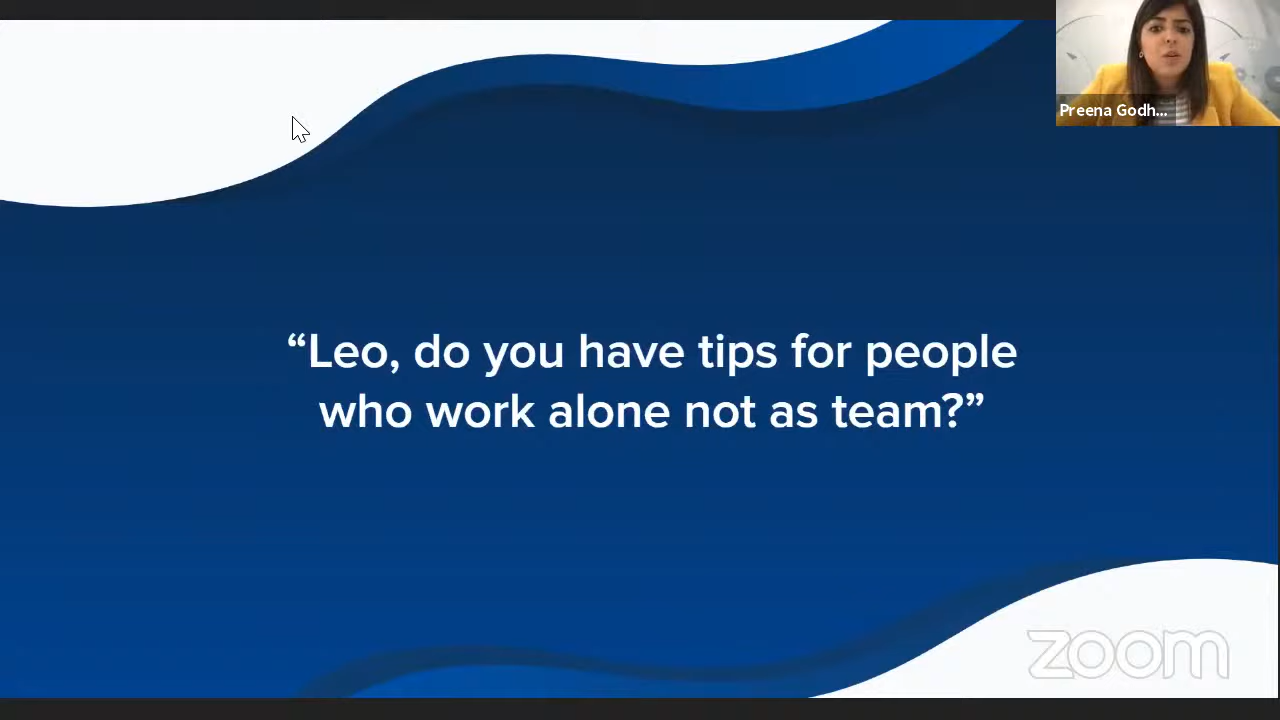 Preena Godh...
“Leo, do you have tips for people
who work alone not as team?”
zoom